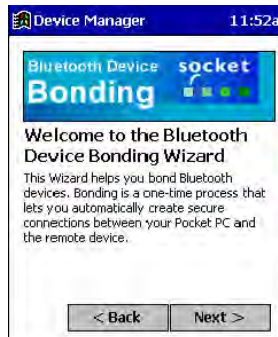 Device Manager 11:52a
Bluetooth Device socket
Bonding
Welcome to the Bluetooth
Device Bonding Wizard
This Wizard helps you bond Bluetooth
devices. Bonding is a one-time process that
lets you automatically create secure
connections between your Pocket PC and
the remote device.
< Back Next >